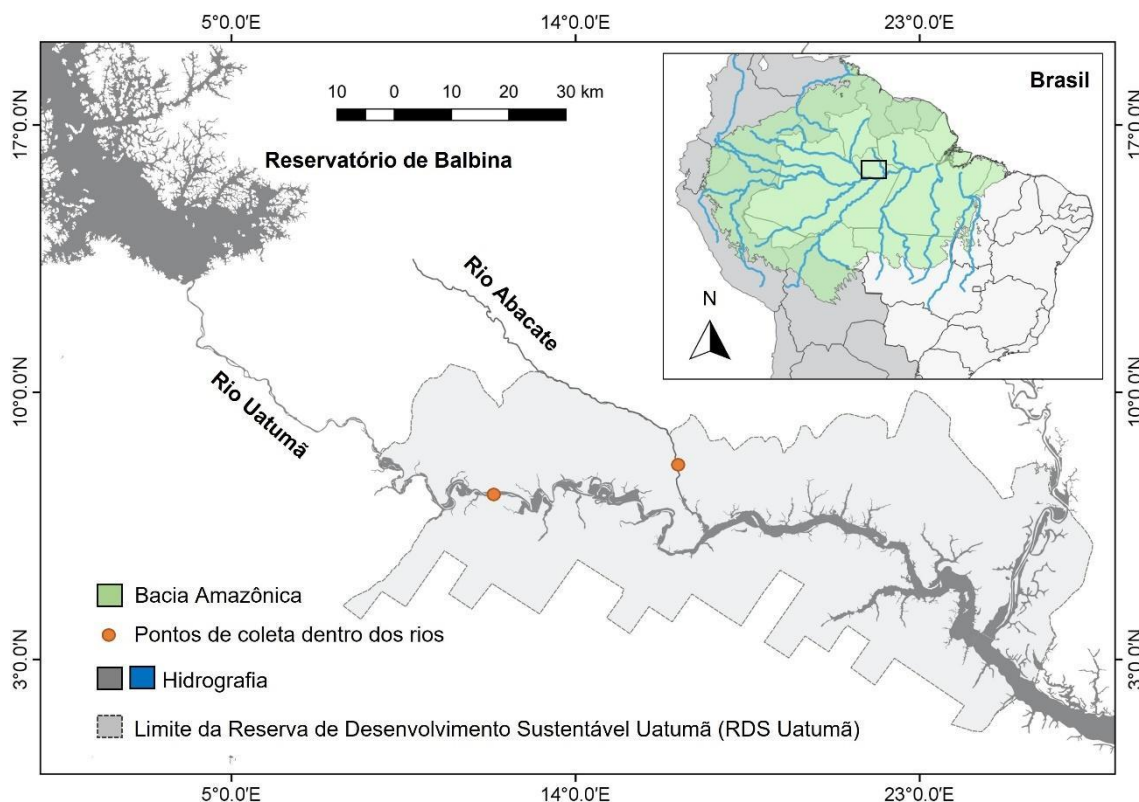 5°0.0'E
14°0.0'E
23°0.0'E
17°0.0'N
17°0.0'N
10 0 10 20 30 km
Brasil
Reservatório de Balbina
Rio Abacate
N
Rio Uatumã
10°0.0'N
10°0.0'N
Bacia Amazônica
Pontos de coleta dentro dos rios
Hidrografia
3°0.0'N
3°0.0'N
Limite da Reserva de Desenvolvimento Sustentável Uatumã (RDS Uatumã)
5°0.0'E
14°0.0'E
23°0.0'E